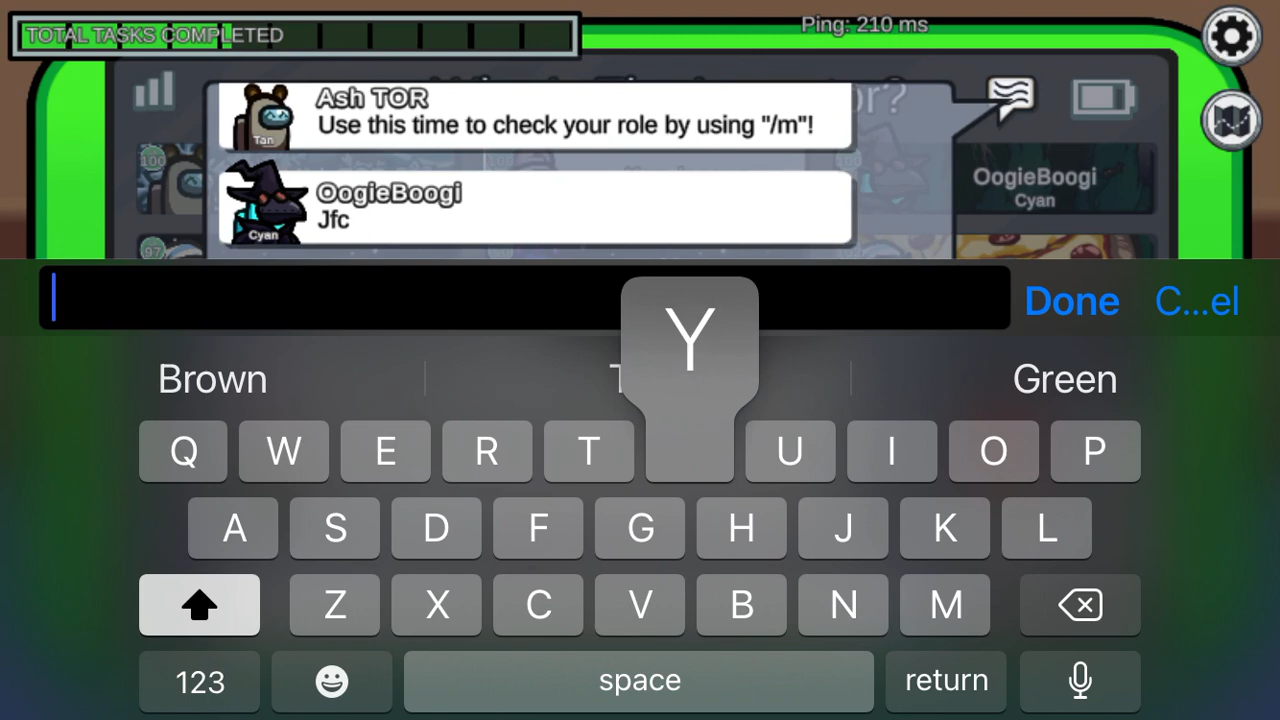 TOTAL TASKS COMPLETED
Ping: 210 ms
or?
Ash TOR
Use this time to check your role by using "/m"!
Tan
100
OogieBoogi
Cyan
OogieBoogi
Jfc
Cyan
97
Done C...el
Y
Brown Green
Q W E R T U I O P
A S D F G H J K L
Z X C V B N M
123 space return